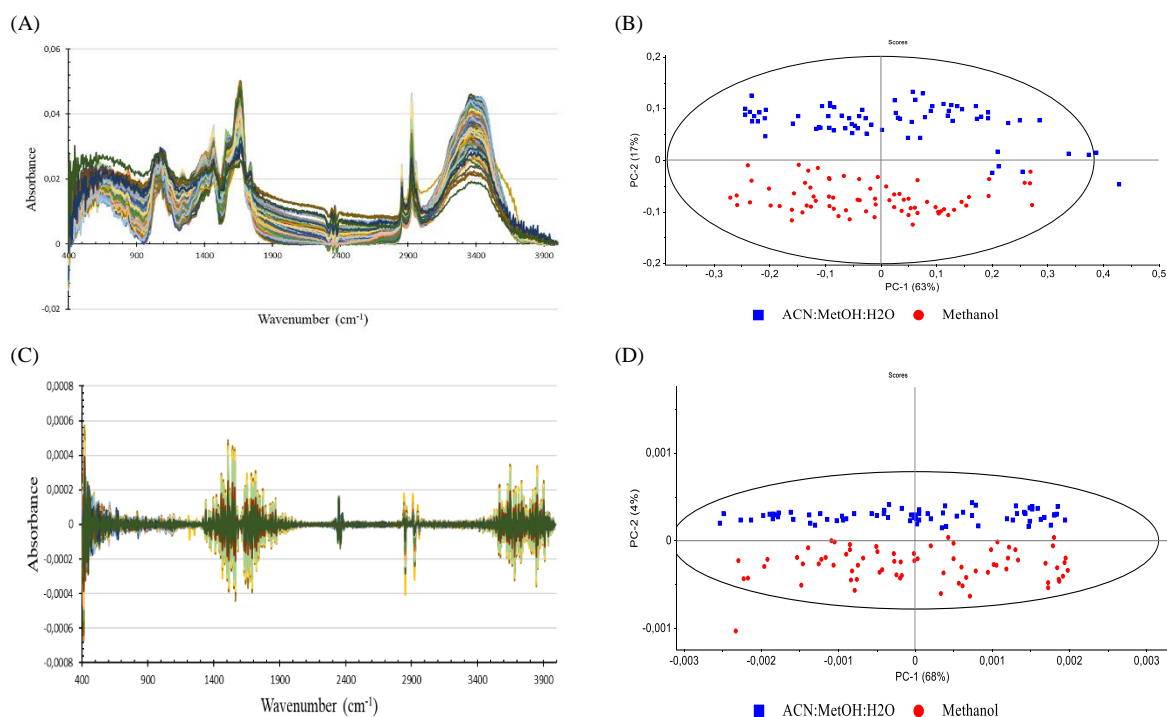 (A)
0,06
0,04
0,02
0
-0,02
Absorbance
400 900 1400 1900 2400 2900 3400 3900
Wavenumber (cm-1)
(B)
Scores
0,2
0,1
0
-0,1
-0,2
PC-2 (17%)
-0,3 -0,2 -0,1 0 0,1 0,2 0,3 0,4 0,5
PC-1 (63%)
ACN:MetOH:H2O Methanol
(C)
0,0008
0,0006
0,0004
0,0002
0
-0,0002
-0,0004
-0,0006
-0,0008
Absorbance
400 900 1400 1900 2400 2900 3400 3900
Wavenumber (cm-1)
(D)
Scores
0,001
0
-0,001
PC-2 (4%)
-0,003 -0,002 -0,001 0 0,001 0,002 0,003
PC-1 (68%)
ACN:MetOH:H2O Methanol